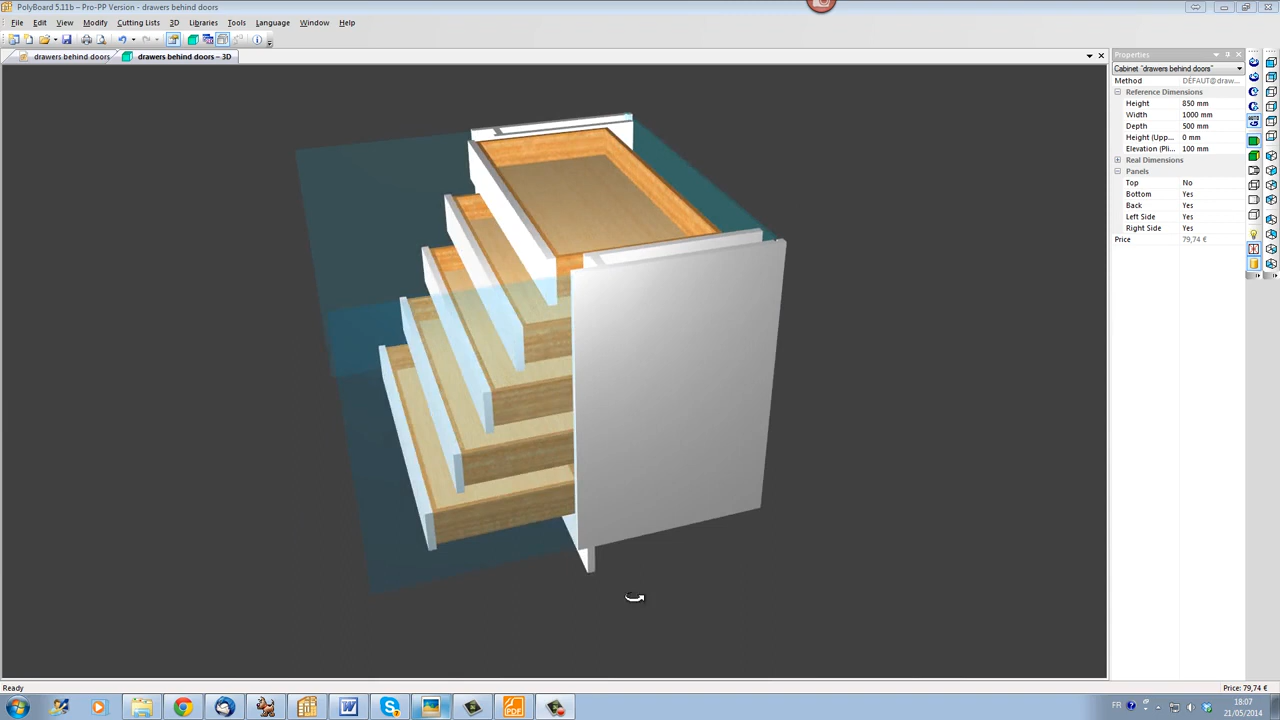 PolyBoard 5.11b – Pro-PP Version - drawers behind doors
File Edit View Modify Cutting Lists 3D Libraries Tools Language Window Help
drawers behind doors drawers behind doors – 3D
Properties
Cabinet "drawers behind doors"
Method DÉFAUT@draw...
Reference Dimensions
Height 850 mm
Width 1000 mm
Depth 500 mm
Height (Upp... 0 mm
Elevation (Pli... 100 mm
Real Dimensions
Panels
Top No
Bottom Yes
Back Yes
Left Side Yes
Right Side Yes
Price 79,74 €
AUTO
Ready Price: 79,74 €
W S PDF
FR ? 18:07
21/05/2014